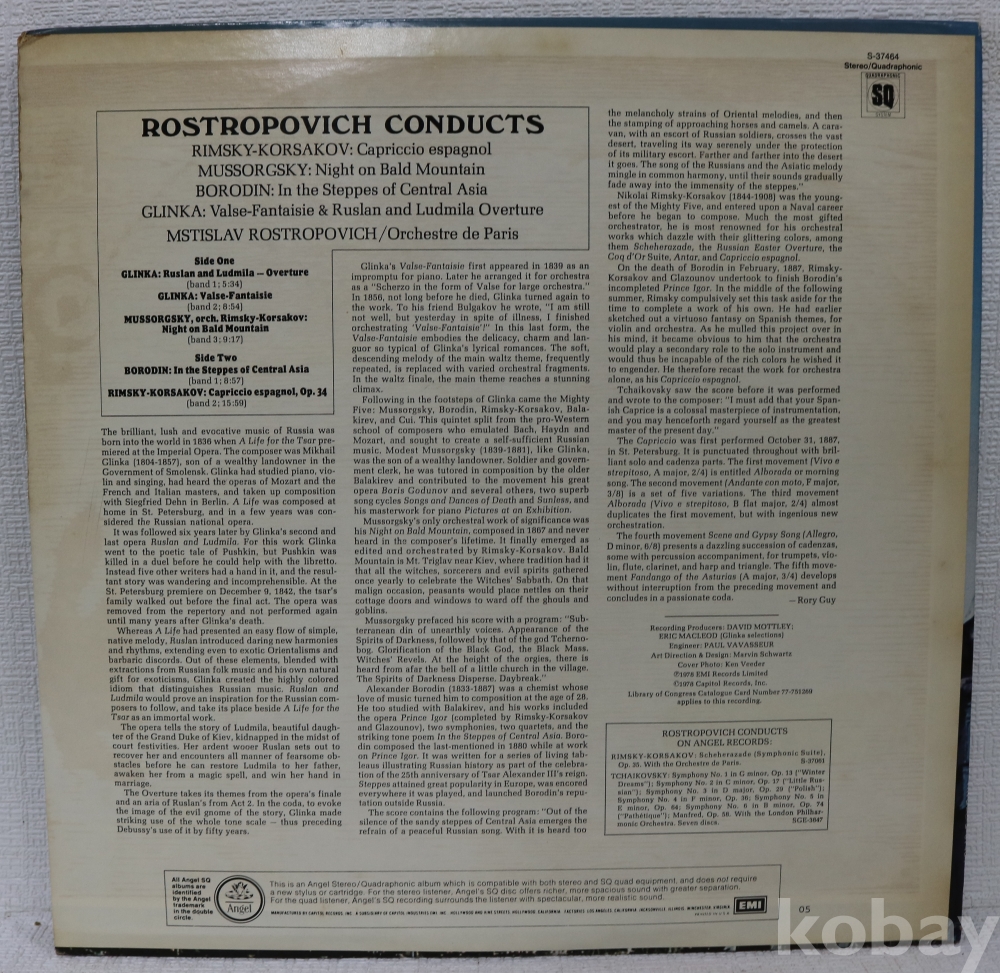 S-37464
Stereo/Quadraphonic
QUADRAPHONIC
SQ
ROSTROPOVICH CONDUCTS
RIMSKY-KORSAKOV: Capriccio espagnol
MUSSORGSKY: Night on Bald Mountain
BORODIN: In the Steppes of Central Asia
GLINKA: Valse-Fantaisie & Ruslan and Ludmila Overture
MSTISLAV ROSTROPOVICH/Orchestre de Paris
Side One
GLINKA: Ruslan and Ludmila – Overture
(band 1; 5:34)
GLINKA: Valse-Fantaisie
(band 2; 8:54)
MUSSORGSKY, orch. Rimsky-Korsakov:
Night on Bald Mountain
(band 3; 9:17)
Side Two
BORODIN: In the Steppes of Central Asia
(band 1; 8:57)
RIMSKY-KORSAKOV: Capriccio espagnol, Op. 34
(band 2; 15:59)
The brilliant, lush and evocative music of Russia was
born into the world in 1836 when A Life for the Tsar pre-
miered at the Imperial Opera. The composer was Mikhail
Glinka (1804-1857), son of a wealthy landowner in the
Government of Smolensk. Glinka had studied piano, vio-
lin and singing, had heard the operas of Mozart and the
French and Italian masters, and taken up composition
with Siegfried Dehn in Berlin. A Life was composed at
home in St. Petersburg, and in a few years was con-
sidered the Russian national opera.
It was followed six years later by Glinka's second and
last opera Ruslan and Ludmila. For this work Glinka
went to the poetic tale of Pushkin, but Pushkin was
killed in a duel before he could help with the libretto.
Instead five other writers had a hand in it, and the resul-
tant story was wandering and incomprehensible. At the
St. Petersburg premiere on December 9, 1842, the tsar's
family walked out before the final act. The opera was
removed from the repertory and not performed again
until many years after Glinka's death.
Whereas A Life had presented an easy flow of simple,
native melody, Ruslan introduced daring new harmonies
and rhythms, extending even to exotic Orientalisms and
barbaric discords. Out of these elements, blended with
extractions from Russian folk music and his own natural
gift for exoticisms, Glinka created the highly colored
idiom that distinguishes Russian music. Ruslan and
Ludmila would prove an inspiration for the Russian com-
posers to follow, and take its place beside A Life for the
Tsar as an immortal work.
The opera tells the story of Ludmila, beautiful daugh-
ter of the Grand Duke of Kiev, kidnapped in the midst of
court festivities. Her ardent wooer Ruslan sets out to
recover her and encounters all manner of fearsome ob-
stacles before he can restore Ludmila to her father,
awaken her from a magic spell, and win her hand in
marriage.
The Overture takes its themes from the opera's finale
and an aria of Ruslan's from Act 2. In the coda, to evoke
the image of the evil gnome of the story, Glinka made
striking use of the whole tone scale – thus preceding
Debussy's use of it by fifty years.
Glinka's Valse-Fantaisie first appeared in 1839 as an
impromptu for piano. Later he arranged it for orchestra
as a "Scherzo in the form of Valse for large orchestra."
In 1856, not long before he died, Glinka turned again to
the work. To his friend Bulgakov he wrote, "I am still
not well, but yesterday in spite of illness, I finished
orchestrating 'Valse-Fantaisie'!" In this last form, the
Valse-Fantaisie embodies the delicacy, charm and lan-
guor so typical of Glinka's lyrical romances. The soft,
descending melody of the main waltz theme, frequently
repeated, is replaced with varied orchestral fragments.
In the waltz finale, the main theme reaches a stunning
climax.
Following in the footsteps of Glinka came the Mighty
Five: Mussorgsky, Borodin, Rimsky-Korsakov, Bala-
kirev, and Cui. This quintet split from the pro-Western
school of composers who emulated Bach, Haydn and
Mozart, and sought to create a self-sufficient Russian
music. Modest Mussorgsky (1839-1881), like Glinka,
was the son of a wealthy landowner. Soldier and govern-
ment clerk, he was tutored in composition by the older
Balakirev and contributed to the movement his great
opera Boris Godunov and several others, two superb
song cycles Songs and Dances of Death and Sunless, and
his masterwork for piano Pictures at an Exhibition.
Mussorgsky's only orchestral work of significance was
his Night on Bald Mountain, composed in 1867 and never
heard in the composer's lifetime. It finally emerged as
edited and orchestrated by Rimsky-Korsakov. Bald
Mountain is Mt. Triglav near Kiev, where tradition had it
that all the witches, sorcerers and evil spirits gathered
once yearly to celebrate the Witches' Sabbath. On that
malign occasion, peasants would place nettles on their
cottage doors and windows to ward off the ghouls and
goblins.
Mussorgsky prefaced his score with a program: "Sub-
terranean din of unearthly voices. Appearance of the
Spirits of Darkness, followed by that of the god Tcherno-
bog. Glorification of the Black God, the Black Mass.
Witches' Revels. At the height of the orgies, there is
heard from afar the bell of a little church in the village.
The Spirits of Darkness Disperse. Daybreak."
Alexander Borodin (1833-1887) was a chemist whose
love of music turned him to composition at the age of 28.
He too studied with Balakirev, and his works included
the opera Prince Igor (completed by Rimsky-Korsakov
and Glazounov), two symphonies, two quartets, and the
striking tone poem In the Steppes of Central Asia. Boro-
din composed the last-mentioned in 1880 while at work
on Prince Igor. It was written for a series of living tab-
leaus illustrating Russian history as part of the celebra-
tion of the 25th anniversary of Tsar Alexander III's reign.
Steppes attained great popularity in Europe, was encored
everywhere it was played, and launched Borodin's repu-
tation outside Russia.
The score contains the following program: "Out of the
silence of the sandy steppes of Central Asia emerges the
refrain of a peaceful Russian song. With it is heard too
the melancholy strains of Oriental melodies, and then
the stamping of approaching horses and camels. A cara-
van, with an escort of Russian soldiers, crosses the vast
desert, traveling its way serenely under the protection
of its military escort. Farther and farther into the desert
it goes. The song of the Russians and the Asiatic melody
mingle in common harmony, until their sounds gradually
fade away into the immensity of the steppes."
Nikolai Rimsky-Korsakov (1844-1908) was the young-
est of the Mighty Five, and entered upon a Naval career
before he began to compose. Much the most gifted
orchestrator, he is most renowned for his orchestral
works which dazzle with their glittering colors, among
them Scheherazade, the Russian Easter Overture, the
Coq d'Or Suite, Antar, and Capriccio espagnol.
On the death of Borodin in February, 1887, Rimsky-
Korsakov and Glazounov undertook to finish Borodin's
incompleted Prince Igor. In the middle of the following
summer, Rimsky compulsively set this task aside for the
time to complete a work of his own. He had earlier
sketched out a virtuoso fantasy on Spanish themes, for
violin and orchestra. As he mulled this project over in
his mind, it became obvious to him that the orchestra
would play a secondary role to the solo instrument and
would thus be incapable of the rich colors he wished it
to engender. He therefore recast the work for orchestra
alone, as his Capriccio espagnol.
Tchaikovsky saw the score before it was performed
and wrote to the composer: "I must add that your Span-
ish Caprice is a colossal masterpiece of instrumentation,
and you may henceforth regard yourself as the greatest
master of the present day."
The Capriccio was first performed October 31, 1887,
in St. Petersburg. It is punctuated throughout with bril-
liant solo and cadenza parts. The first movement (Vivo e
strepitoso, A major, 2/4) is entitled Alborada or morning
song. The second movement (Andante con moto, F major,
3/8) is a set of five variations. The third movement
Alborada (Vivo e strepitoso, B flat major, 2/4) almost
duplicates the first movement, but with ingenious new
orchestration.
The fourth movement Scene and Gypsy Song (Allegro,
D minor, 6/8) presents a dazzling succession of cadenzas,
some with percussion accompaniment, for trumpets, vio-
lin, flute, clarinet, and harp and triangle. The fifth move-
ment Fandango of the Asturias (A major, 3/4) develops
without interruption from the preceding movement and
concludes in a passionate coda.
—Rory Guy
Recording Producers: DAVID MOTTLEY;
ERIC MACLEOD (Glinka selections)
Engineer: PAUL VAVASSEUR
Art Direction & Design: Marvin Schwartz
Cover Photo: Ken Veeder
℗1978 EMI Records Limited
©1978 Capitol Records, Inc.
Library of Congress Catalogue Card Number 77-751269
applies to this recording.
ROSTROPOVICH CONDUCTS
ON ANGEL RECORDS:
RIMSKY-KORSAKOV: Scheherazade (Symphonic Suite),
Op. 35. With the Orchestre de Paris. S-37061
TCHAIKOVSKY: Symphony No. 1 in G minor, Op. 13 ("Winter
Dreams"); Symphony No. 2 in C minor, Op. 17 ("Little Rus-
sian"); Symphony No. 3 in D major, Op. 29 ("Polish");
Symphony No. 4 in F minor, Op. 36; Symphony No. 5 in
E minor, Op. 64; Symphony No. 6 in B minor, Op. 74
("Pathétique"); Manfred, Op. 58. With the London Philhar-
monic Orchestra. Seven discs. SGE-3847
All Angel SQ
albums are
identified
by the Angel
trademark
in the double
circle.
Angel
This is an Angel Stereo/Quadraphonic album which is compatible with both stereo and SQ quad equipment, and does not require
a new stylus or cartridge. For the stereo listener, Angel's SQ disc offers richer, more spacious sound with greater separation.
For the quad listener, Angel's SQ recording surrounds the listener with spectacular, more realistic sound.
MANUFACTURED BY CAPITOL RECORDS, INC., A SUBSIDIARY OF CAPITOL INDUSTRIES-EMI, INC., HOLLYWOOD AND VINE STREETS, HOLLYWOOD, CALIFORNIA. FACTORIES: LOS ANGELES, CALIFORNIA, JACKSONVILLE, ILLINOIS, WINCHESTER, VIRGINIA.
PRINTED IN U.S.A.
EMI
05
kobay